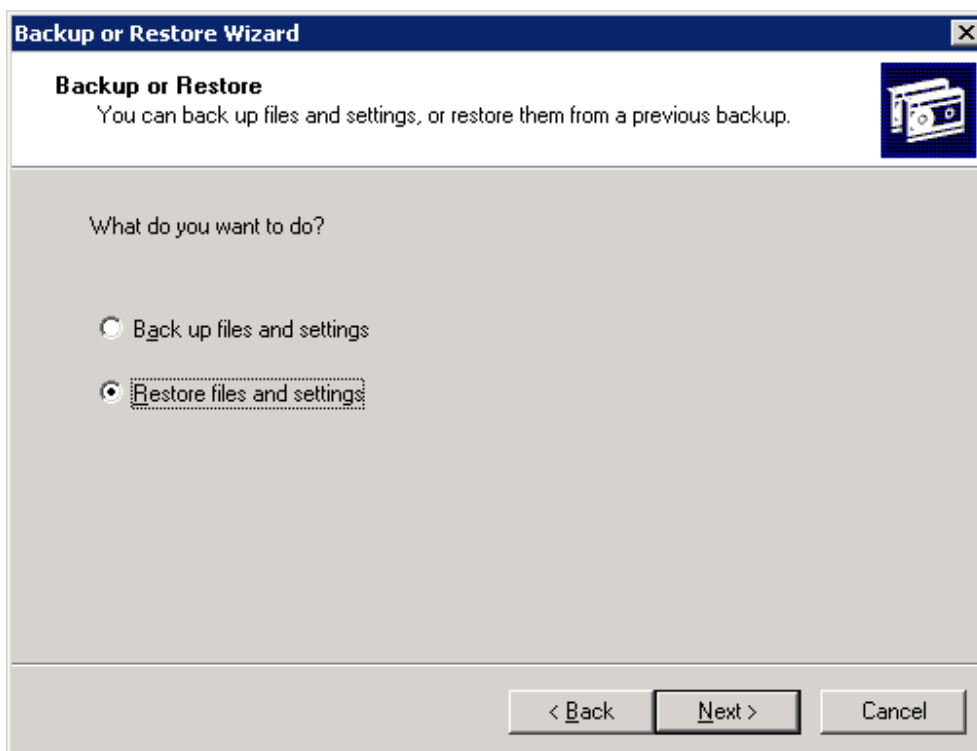 Backup or Restore Wizard
Backup or Restore
You can back up files and settings, or restore them from a previous backup.
What do you want to do?
Back up files and settings
Restore files and settings
< Back
Next >
Cancel